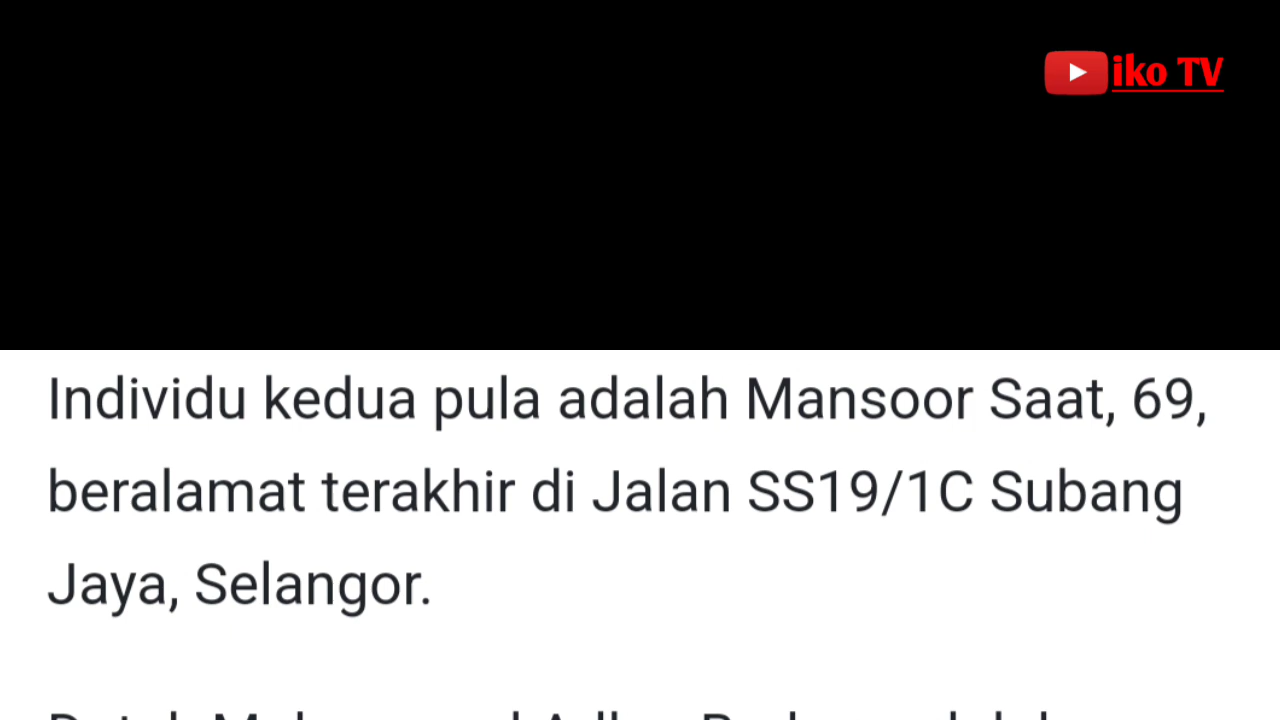 iko TV
Individu kedua pula adalah Mansoor Saat, 69,
beralamat terakhir di Jalan SS19/1C Subang
Jaya, Selangor.